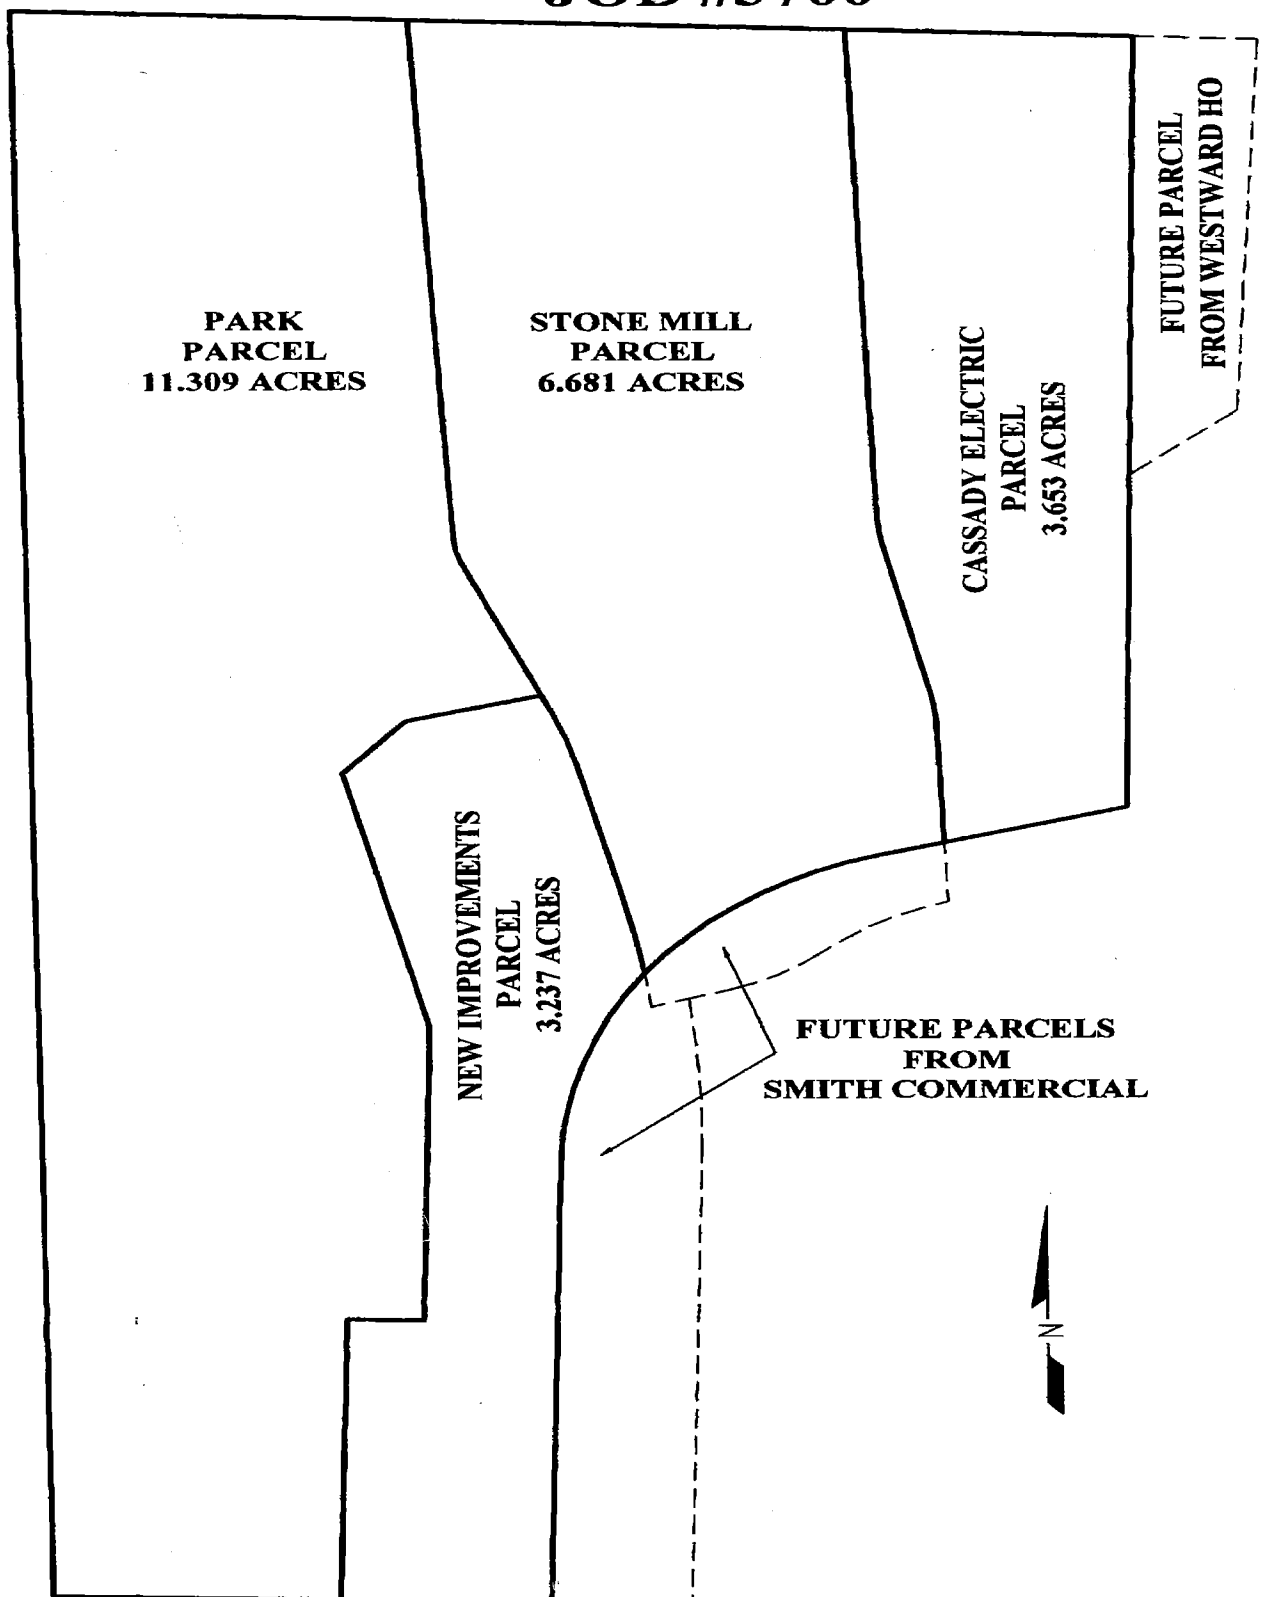 PARK
PARCEL
11.309 ACRES
STONE MILL
PARCEL
6.681 ACRES
CASSADY ELECTRIC
PARCEL
3.653 ACRES
FUTURE PARCEL
FROM WESTWARD HO
NEW IMPROVEMENTS
PARCEL
3.237 ACRES
FUTURE PARCELS
FROM
SMITH COMMERCIAL
N